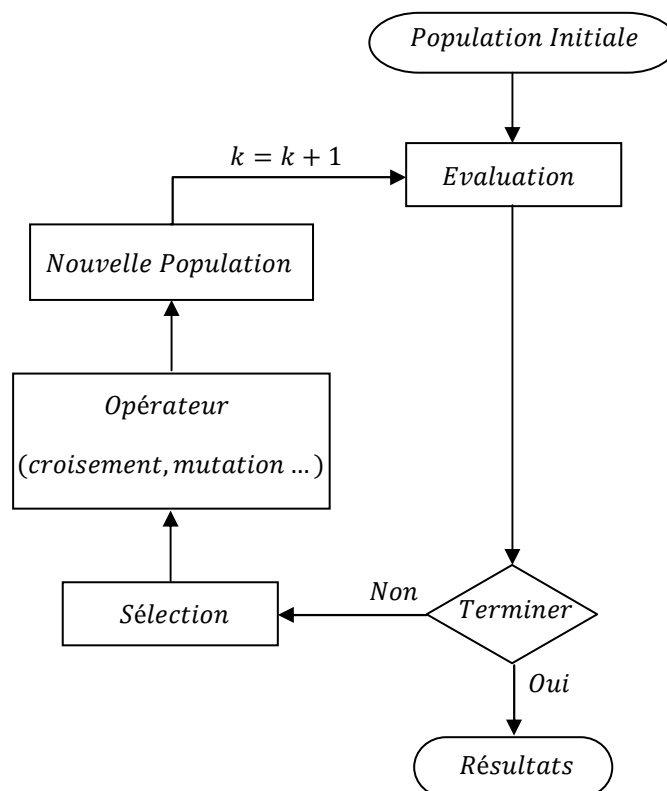 Population Initiale
k = k + 1
Evaluation
Nouvelle Population
Opérateur
(croisement, mutation …)
Non
Terminer
Sélection
Oui
Résultats